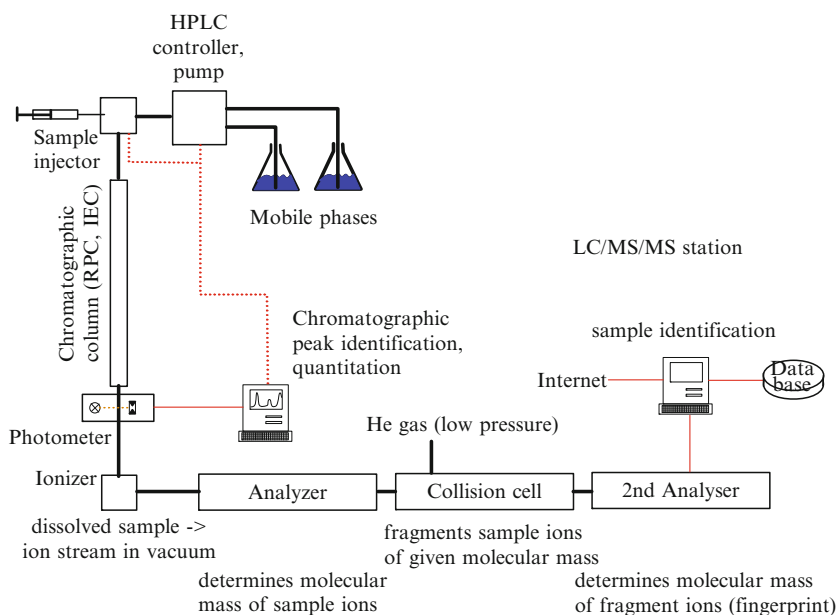 HPLC
controller,
pump
Sample
injector
Mobile phases
LC/MS/MS station
Chromatographic
column (RPC, IEC)
Chromatographic
peak identification,
quantitation
sample identification
Internet
Data
base
Photometer
He gas (low pressure)
Ionizer
Analyzer
Collision cell
2nd Analyser
dissolved sample ->
ion stream in vacuum
fragments sample ions
of given molecular mass
determines molecular
mass of sample ions
determines molecular mass
of fragment ions (fingerprint)